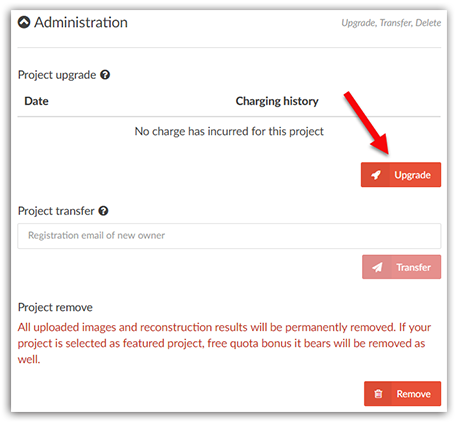 Administration
Upgrade, Transfer, Delete
Project upgrade
Date Charging history
No charge has incurred for this project
Upgrade
Project transfer
Registration email of new owner
Transfer
Project remove
All uploaded images and reconstruction results will be permanently removed. If your
project is selected as featured project, free quota bonus it bears will be removed as
well.
Remove